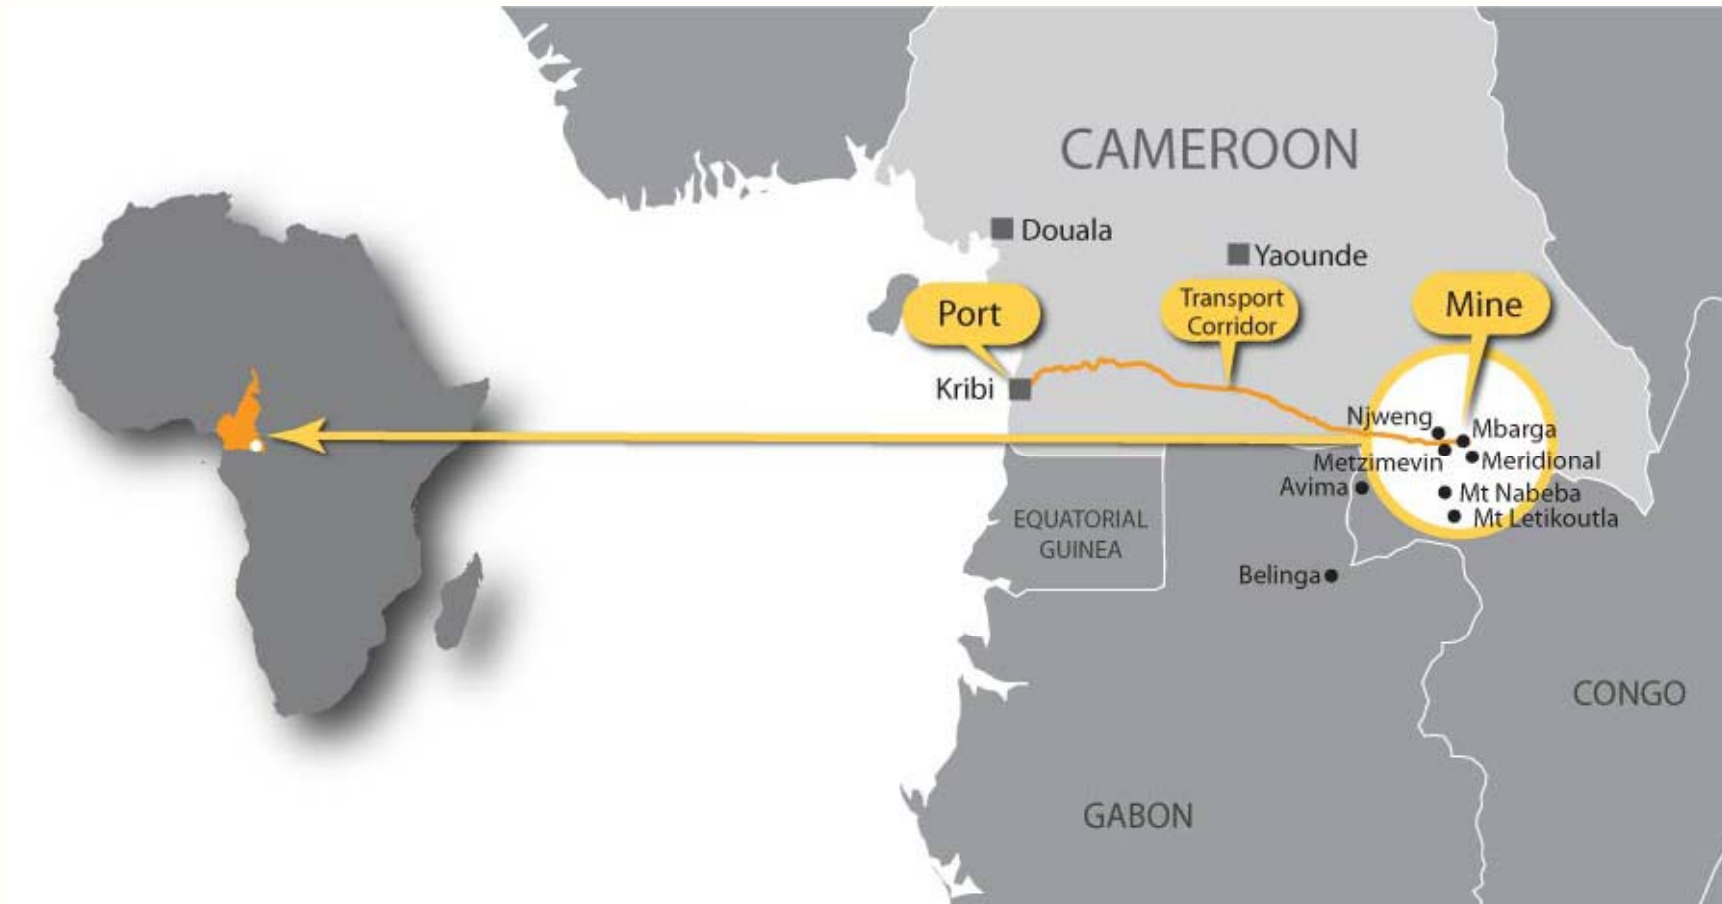 CAMEROON
Douala
Yaounde
Port
Transport
Corridor
Mine
Kribi
Njweng
Mbarga
Metzimevin
Meridional
Avima
Mt Nabeba
Mt Letikoutla
EQUATORIAL
GUINEA
Belinga
CONGO
GABON